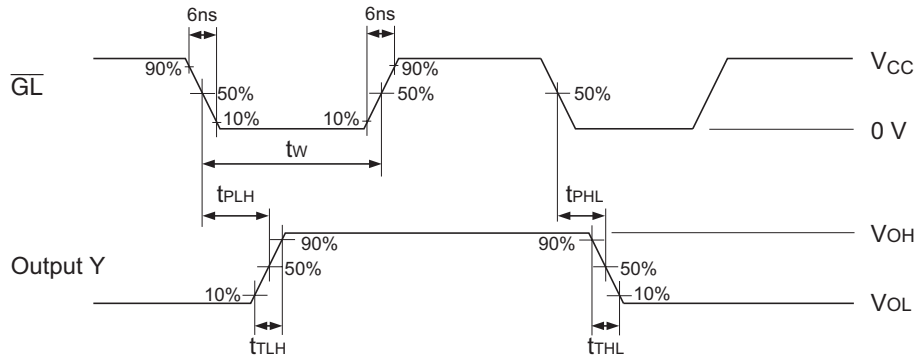 6ns 6ns
90% 90% VCC
GL 50% 50% 50%
10% 10% 0 V
tW
tPLH tPHL
90% 90% VOH
Output Y 50% 50%
10% 10% VOL
tTLH tTHL